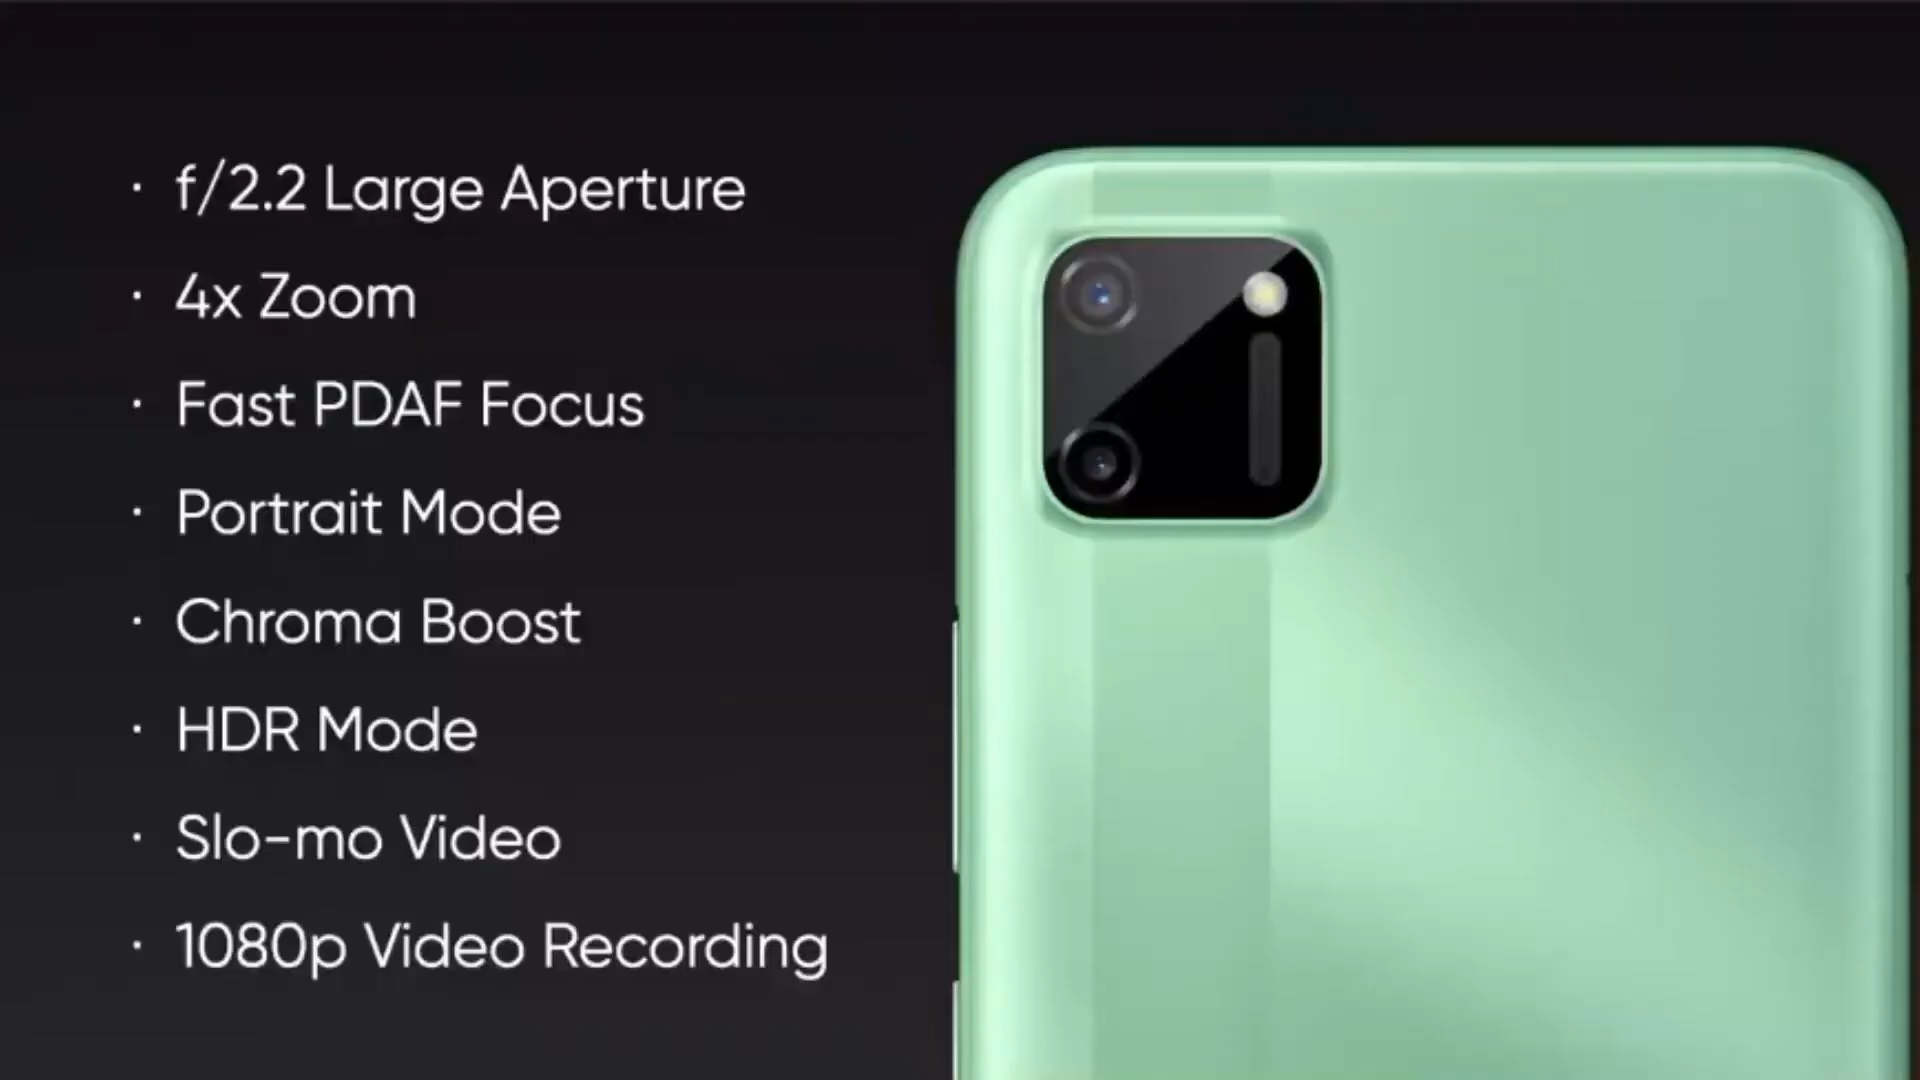 · f/2.2 Large Aperture
· 4x Zoom
· Fast PDAF Focus
· Portrait Mode
· Chroma Boost
· HDR Mode
· Slo-mo Video
· 1080p Video Recording